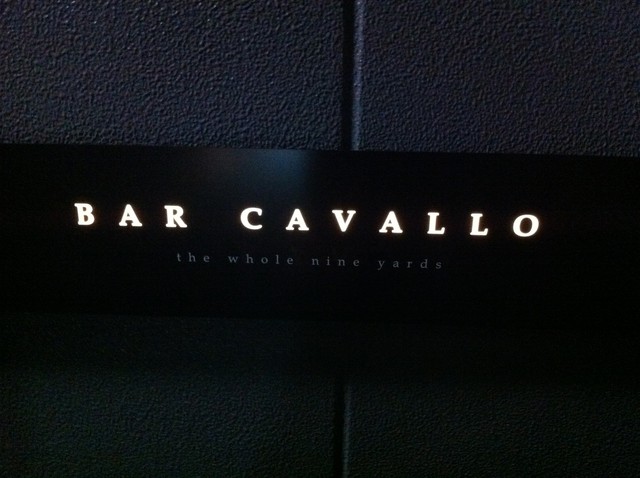 BAR CAVALLO
the whole nine yards